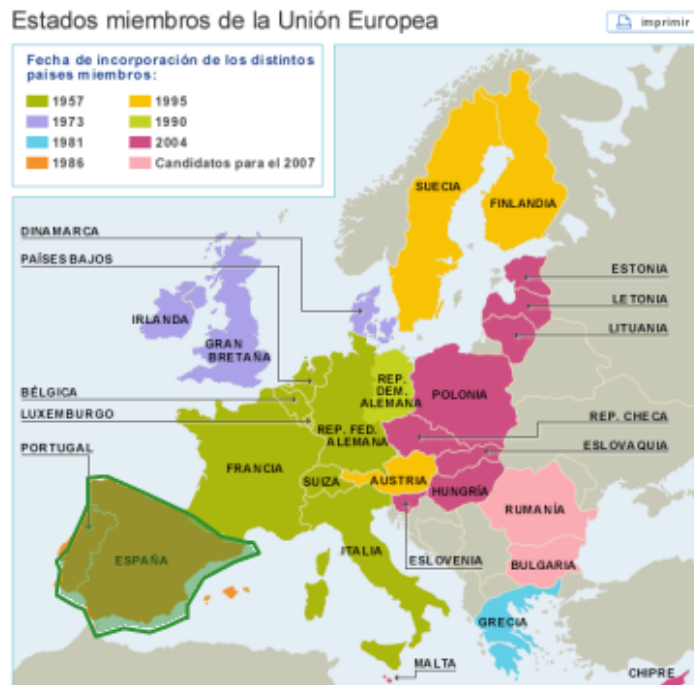 Estados miembros de la Unión Europea
imprimir
Fecha de incorporación de los distintos
países miembros:
1957
1995
1973
1990
1981
2004
1986
Candidatos para el 2007
SUECIA
FINLANDIA
DINAMARCA
PAÍSES BAJOS
ESTONIA
LETONIA
IRLANDA
LITUANIA
GRAN
BRETAÑA
REP.
DEM.
ALEMANA
POLONIA
BÉLGICA
LUXEMBURGO
REP. CHECA
REP. FED.
ALEMANA
PORTUGAL
ESLOVAQUIA
FRANCIA
SUIZA
AUSTRIA
HUNGRÍA
RUMANÍA
ITALIA
ESLOVENIA
ESPAÑA
BULGARIA
GRECIA
MALTA
CHIPRE